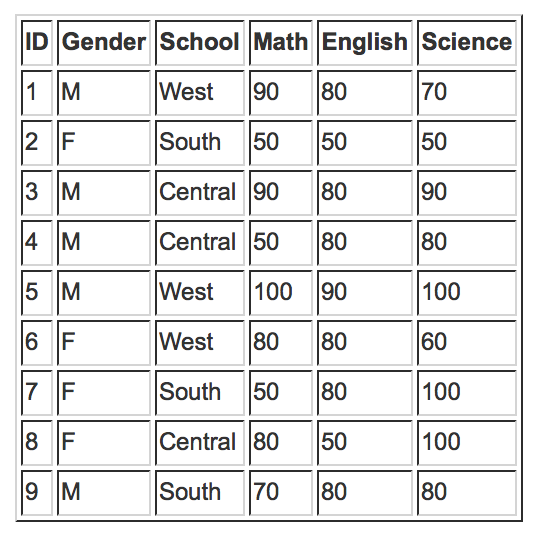 ID Gender School Math English Science
1 M West 90 80 70
2 F South 50 50 50
3 M Central 90 80 90
4 M Central 50 80 80
5 M West 100 90 100
6 F West 80 80 60
7 F South 50 80 100
8 F Central 80 50 100
9 M South 70 80 80